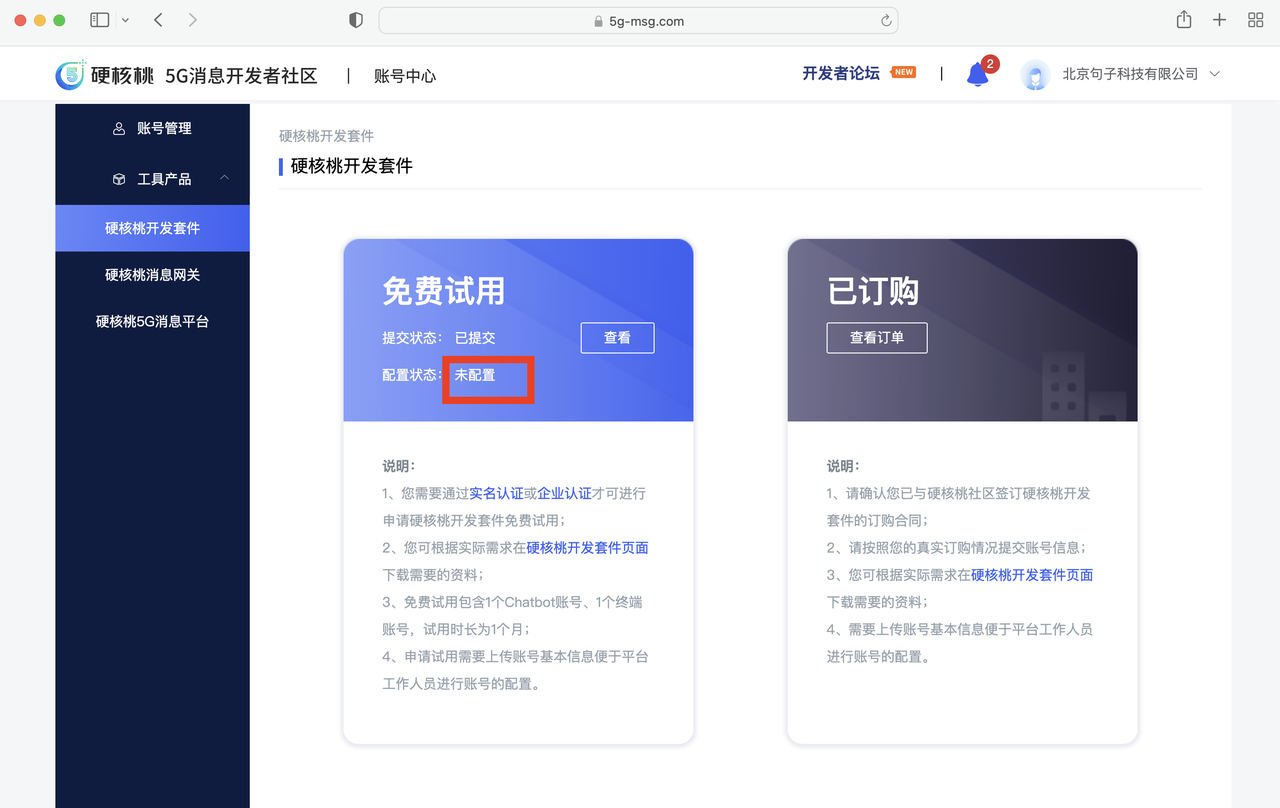 5g-msg.com
5 硬核桃 5G消息开发者社区 | 账号中心 开发者论坛 NEW | 2 北京句子科技有限公司
账号管理
工具产品
硬核桃开发套件
硬核桃消息网关
硬核桃5G消息平台
硬核桃开发套件
硬核桃开发套件
免费试用
提交状态： 已提交
查看
配置状态： 未配置
说明：
1、您需要通过实名认证或企业认证才可进行
申请硬核桃开发套件免费试用；
2、您可根据实际需求在硬核桃开发套件页面
下载需要的资料；
3、免费试用包含1个Chatbot账号、1个终端
账号，试用时长为1个月；
4、申请试用需要上传账号基本信息便于平台
工作人员进行账号的配置。
已订购
查看订单
说明：
1、请确认您已与硬核桃社区签订硬核桃开发
套件的订购合同；
2、请按照您的真实订购情况提交账号信息；
3、您可根据实际需求在硬核桃开发套件页面
下载需要的资料；
4、需要上传账号基本信息便于平台工作人员
进行账号的配置。